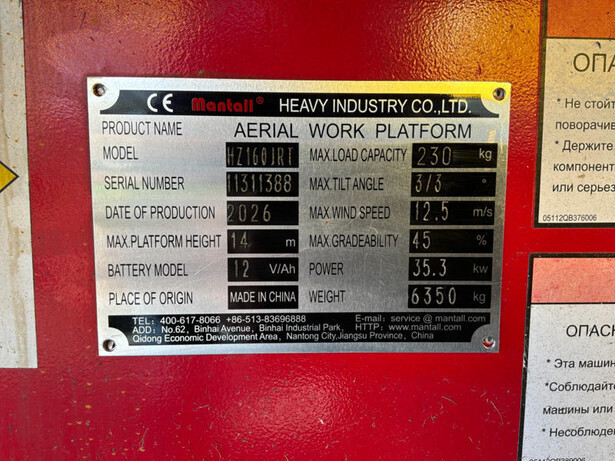 CE Mantall® HEAVY INDUSTRY CO.,LTD.
PRODUCT NAME AERIAL WORK PLATFORM
MODEL HZ160JRT MAX.LOAD CAPACITY 230 kg
SERIAL NUMBER 11311388 MAX.TILT ANGLE 3/3 °
DATE OF PRODUCTION 2026 MAX.WIND SPEED 12.5 m/s
MAX.PLATFORM HEIGHT 14 m MAX.GRADEABILITY 45 %
BATTERY MODEL 12 V/Ah POWER 35.3 kw
PLACE OF ORIGIN MADE IN CHINA WEIGHT 6350 kg
TEL: 400-617-8066 +86-513-83696888 E-mail: service @ mantall.com
ADD: No.62, Binhai Avenue, Binhai Industrial Park, HTTP: www.mantall.com
Qidong Economic Development Area, Nantong City,Jiangsu Province, China
ОПА
* Не стойт
поворачив
* Держите
компонент
или серьез
05112QB376006
ОПАС
* Эта машин
*Соблюдайт
машины или
* Несоблюден